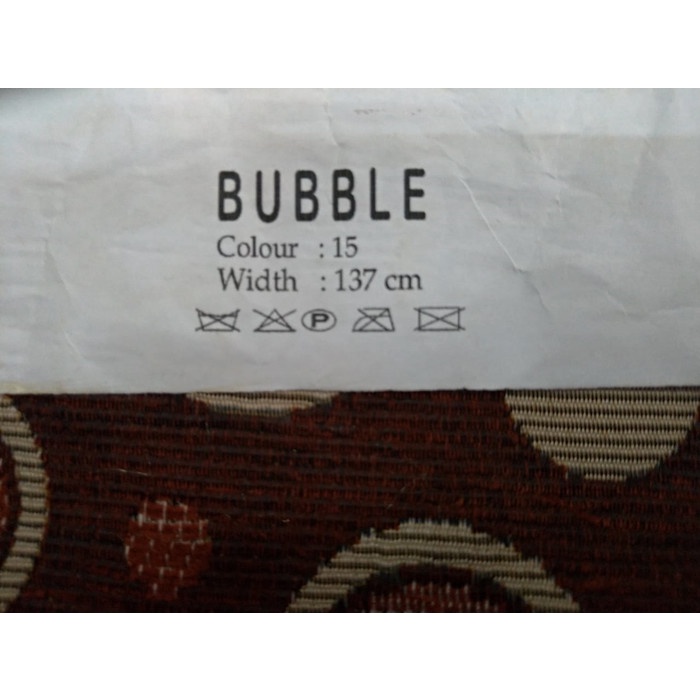 BUBBLE
Colour : 15
Width : 137 cm
P